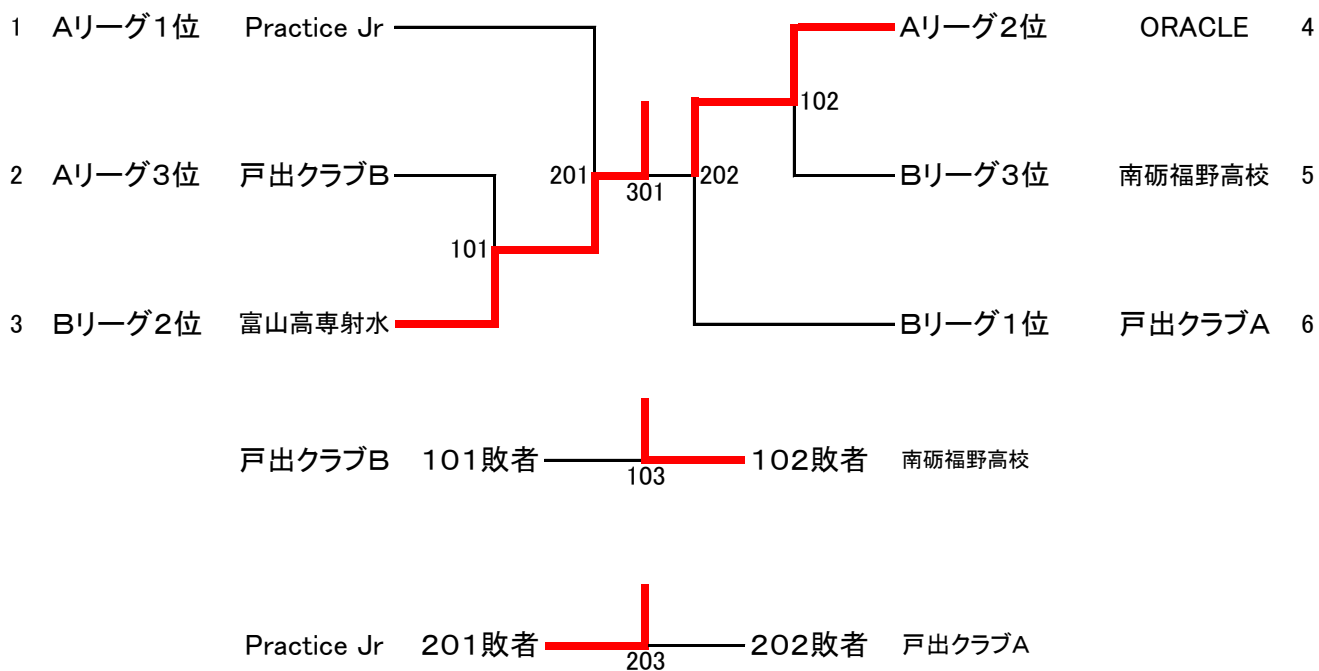 1 Aリーグ1位 Practice Jr Aリーグ2位 ORACLE 4
102
2 Aリーグ3位 戸出クラブB 201 301 202 Bリーグ3位 南砺福野高校 5
101
3 Bリーグ2位 富山高専射水 Bリーグ1位 戸出クラブA 6
戸出クラブB 101敗者 102敗者 南砺福野高校
103
Practice Jr 201敗者 202敗者 戸出クラブA
203